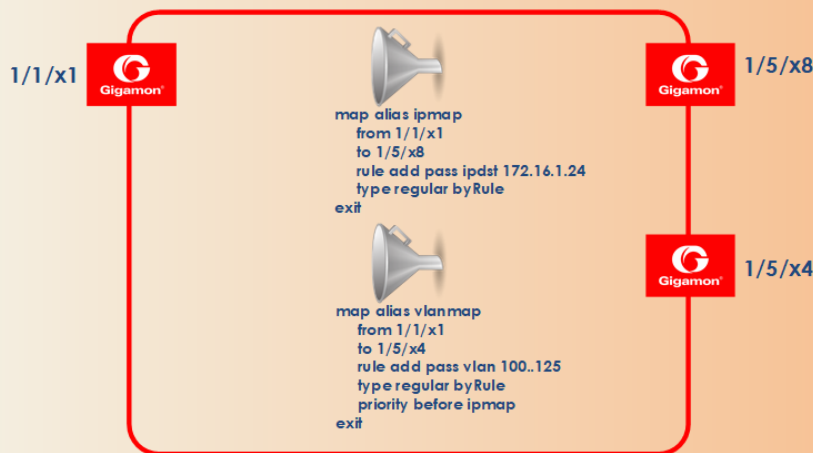 1/1/x1
Gigamon®
Gigamon®
1/5/x8
map alias ipmap
from 1/1/x1
to 1/5/x8
rule add pass ipdst 172.16.1.24
type regular byRule
exit
Gigamon®
1/5/x4
map alias vlanmap
from 1/1/x1
to 1/5/x4
rule add pass vlan 100..125
type regular byRule
priority before ipmap
exit